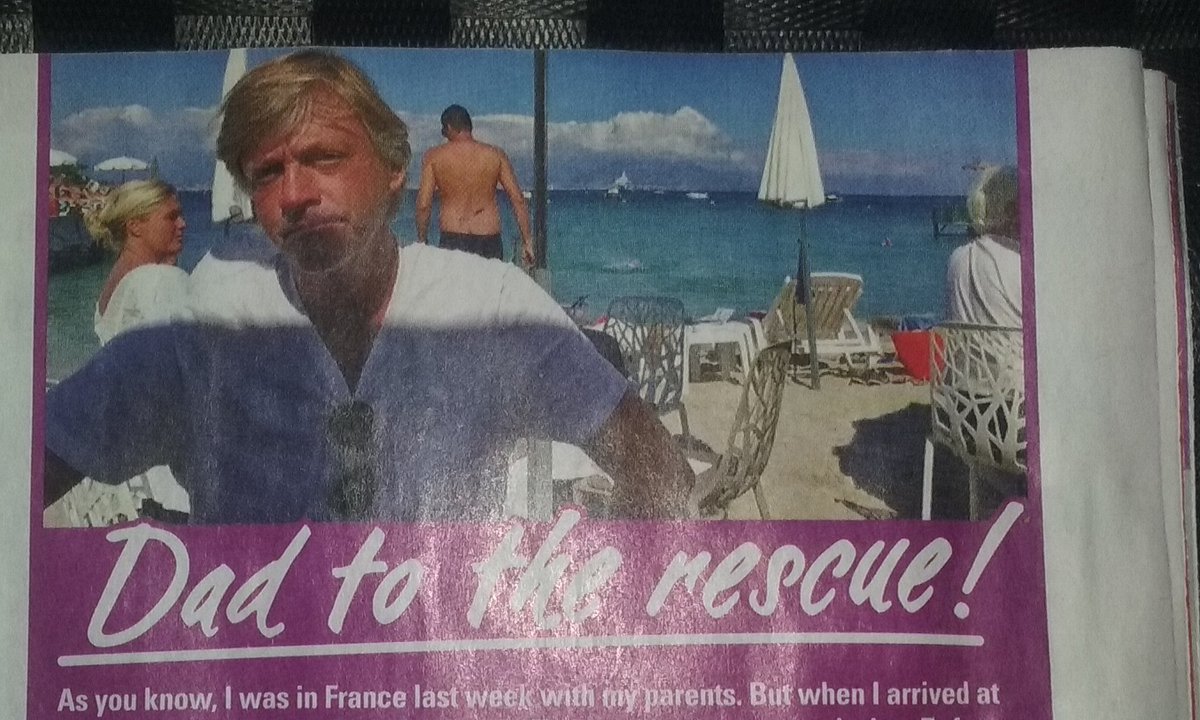 Dad to the rescue!
As you know, I was in France last week with my parents. But when I arrived at